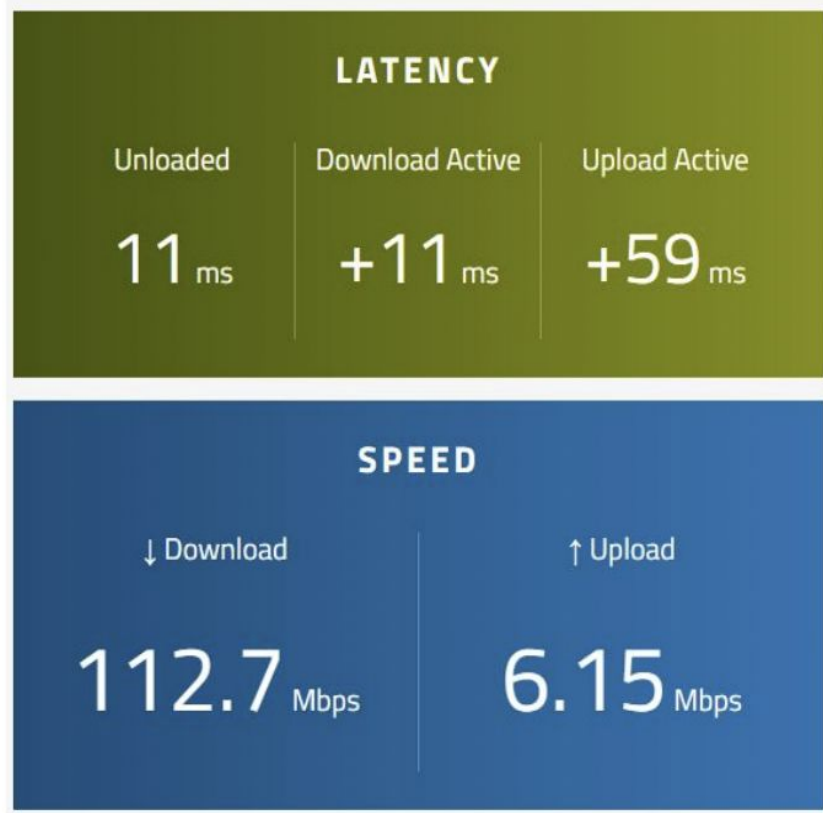 LATENCY
Unloaded Download Active Upload Active
11 ms +11 ms +59 ms
SPEED
↓ Download ↑ Upload
112.7 Mbps 6.15 Mbps